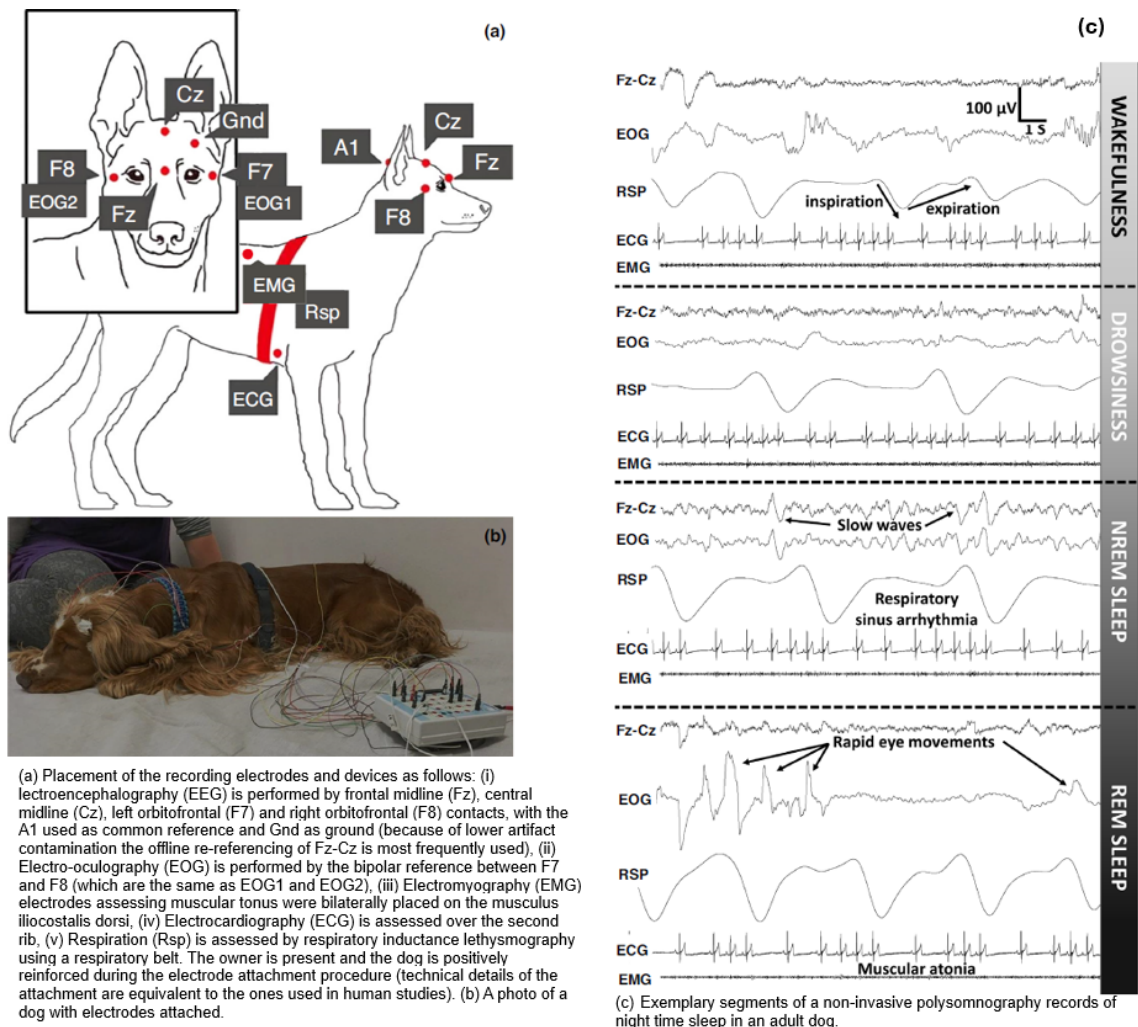 (a)
Cz
Gnd
F8
EOG2
Fz
F7
EOG1
A1
Cz
Fz
F8
EMG
Rsp
ECG
(b)
(a) Placement of the recording electrodes and devices as follows: (i)
lectroencephalography (EEG) is performed by frontal midline (Fz), central
midline (Cz), left orbitofrontal (F7) and right orbitofrontal (F8) contacts, with the
A1 used as common reference and Gnd as ground (because of lower artifact
contamination the offline re-referencing of Fz-Cz is most frequently used), (ii)
Electro-oculography (EOG) is performed by the bipolar reference between F7
and F8 (which are the same as EOG1 and EOG2), (iii) Electromyography (EMG)
electrodes assessing muscular tonus were bilaterally placed on the musculus
iliocostalis dorsi, (iv) Electrocardiography (ECG) is assessed over the second
rib, (v) Respiration (Rsp) is assessed by respiratory inductance lethysmography
using a respiratory belt. The owner is present and the dog is positively
reinforced during the electrode attachment procedure (technical details of the
attachment are equivalent to the ones used in human studies). (b) A photo of a
dog with electrodes attached.
(c)
Fz-Cz
100 µV
1 S
EOG
RSP
inspiration
expiration
ECG
EMG
WAKEFULNESS
Fz-Cz
EOG
RSP
ECG
EMG
DROWSINESS
Fz-Cz
Slow waves
EOG
RSP
Respiratory
sinus arrhythmia
ECG
EMG
NREM SLEEP
Fz-Cz
Rapid eye movements
EOG
RSP
ECG
Muscular atonia
EMG
REM SLEEP
(c) Exemplary segments of a non-invasive polysomnography records of
night time sleep in an adult dog.